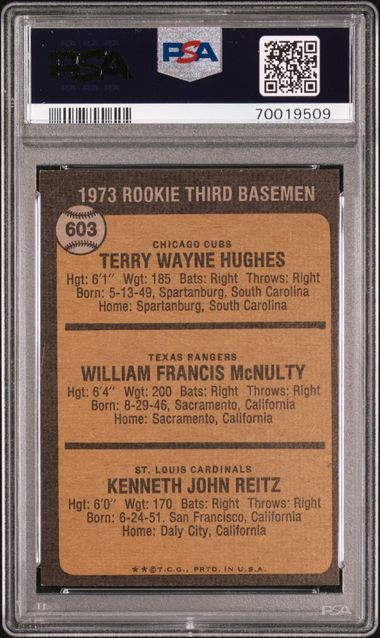 PSA
PSA
70019509
1973 ROOKIE THIRD BASEMEN
603
CHICAGO CUBS
TERRY WAYNE HUGHES
Hgt: 6'1" Wgt: 185 Bats: Right Throws: Right
Born: 5-13-49, Spartanburg, South Carolina
Home: Spartanburg, South Carolina
TEXAS RANGERS
WILLIAM FRANCIS McNULTY
Hgt: 6'4" Wgt: 200 Bats: Right Throws: Right
Born: 8-29-46, Sacramento, California
Home: Sacramento, California
ST. LOUIS CARDINALS
KENNETH JOHN REITZ
Hgt: 6'0" Wgt: 170 Bats: Right Throws: Right
Born: 6-24-51, San Francisco, California
Home: Daly City, California
**©T.C.G., PRTD. IN U.S.A.